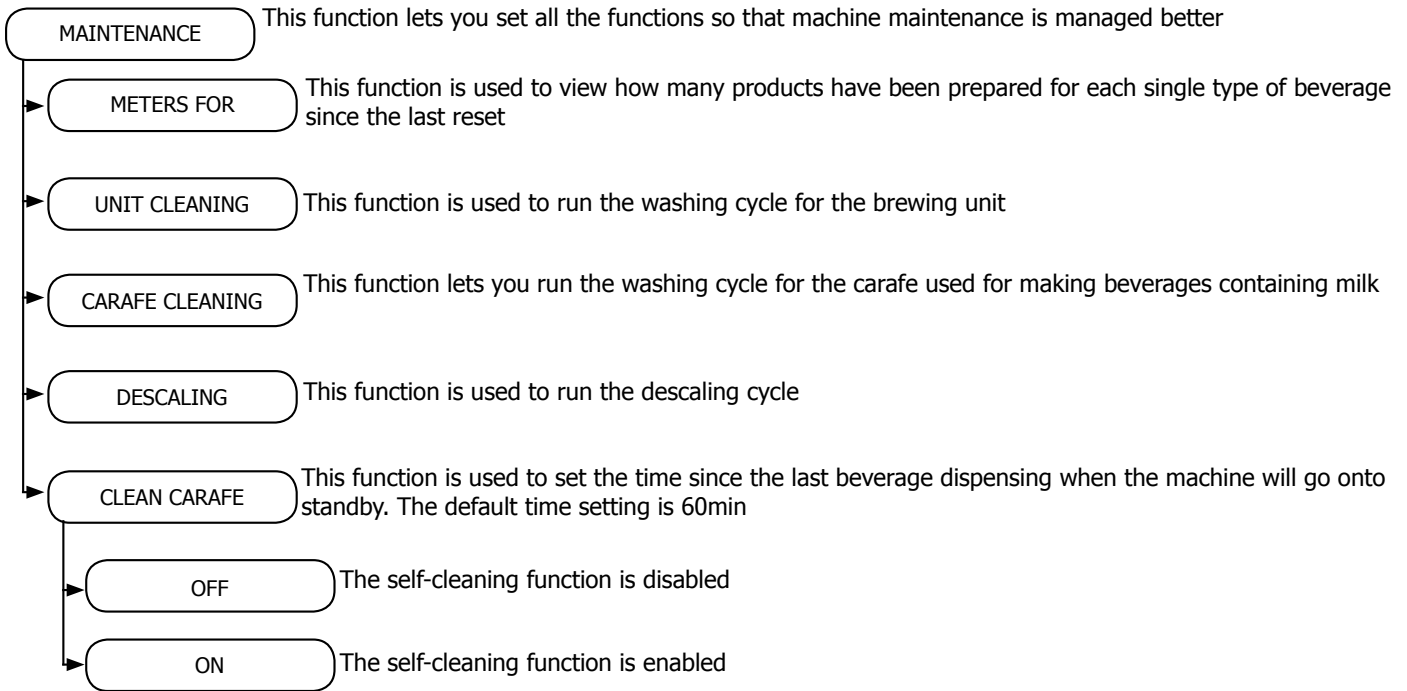 MAINTENANCE
This function lets you set all the functions so that machine maintenance is managed better
METERS FOR
This function is used to view how many products have been prepared for each single type of beverage
since the last reset
UNIT CLEANING
This function is used to run the washing cycle for the brewing unit
CARAFE CLEANING
This function lets you run the washing cycle for the carafe used for making beverages containing milk
DESCALING
This function is used to run the descaling cycle
CLEAN CARAFE
This function is used to set the time since the last beverage dispensing when the machine will go onto
standby. The default time setting is 60min
OFF
The self-cleaning function is disabled
ON
The self-cleaning function is enabled